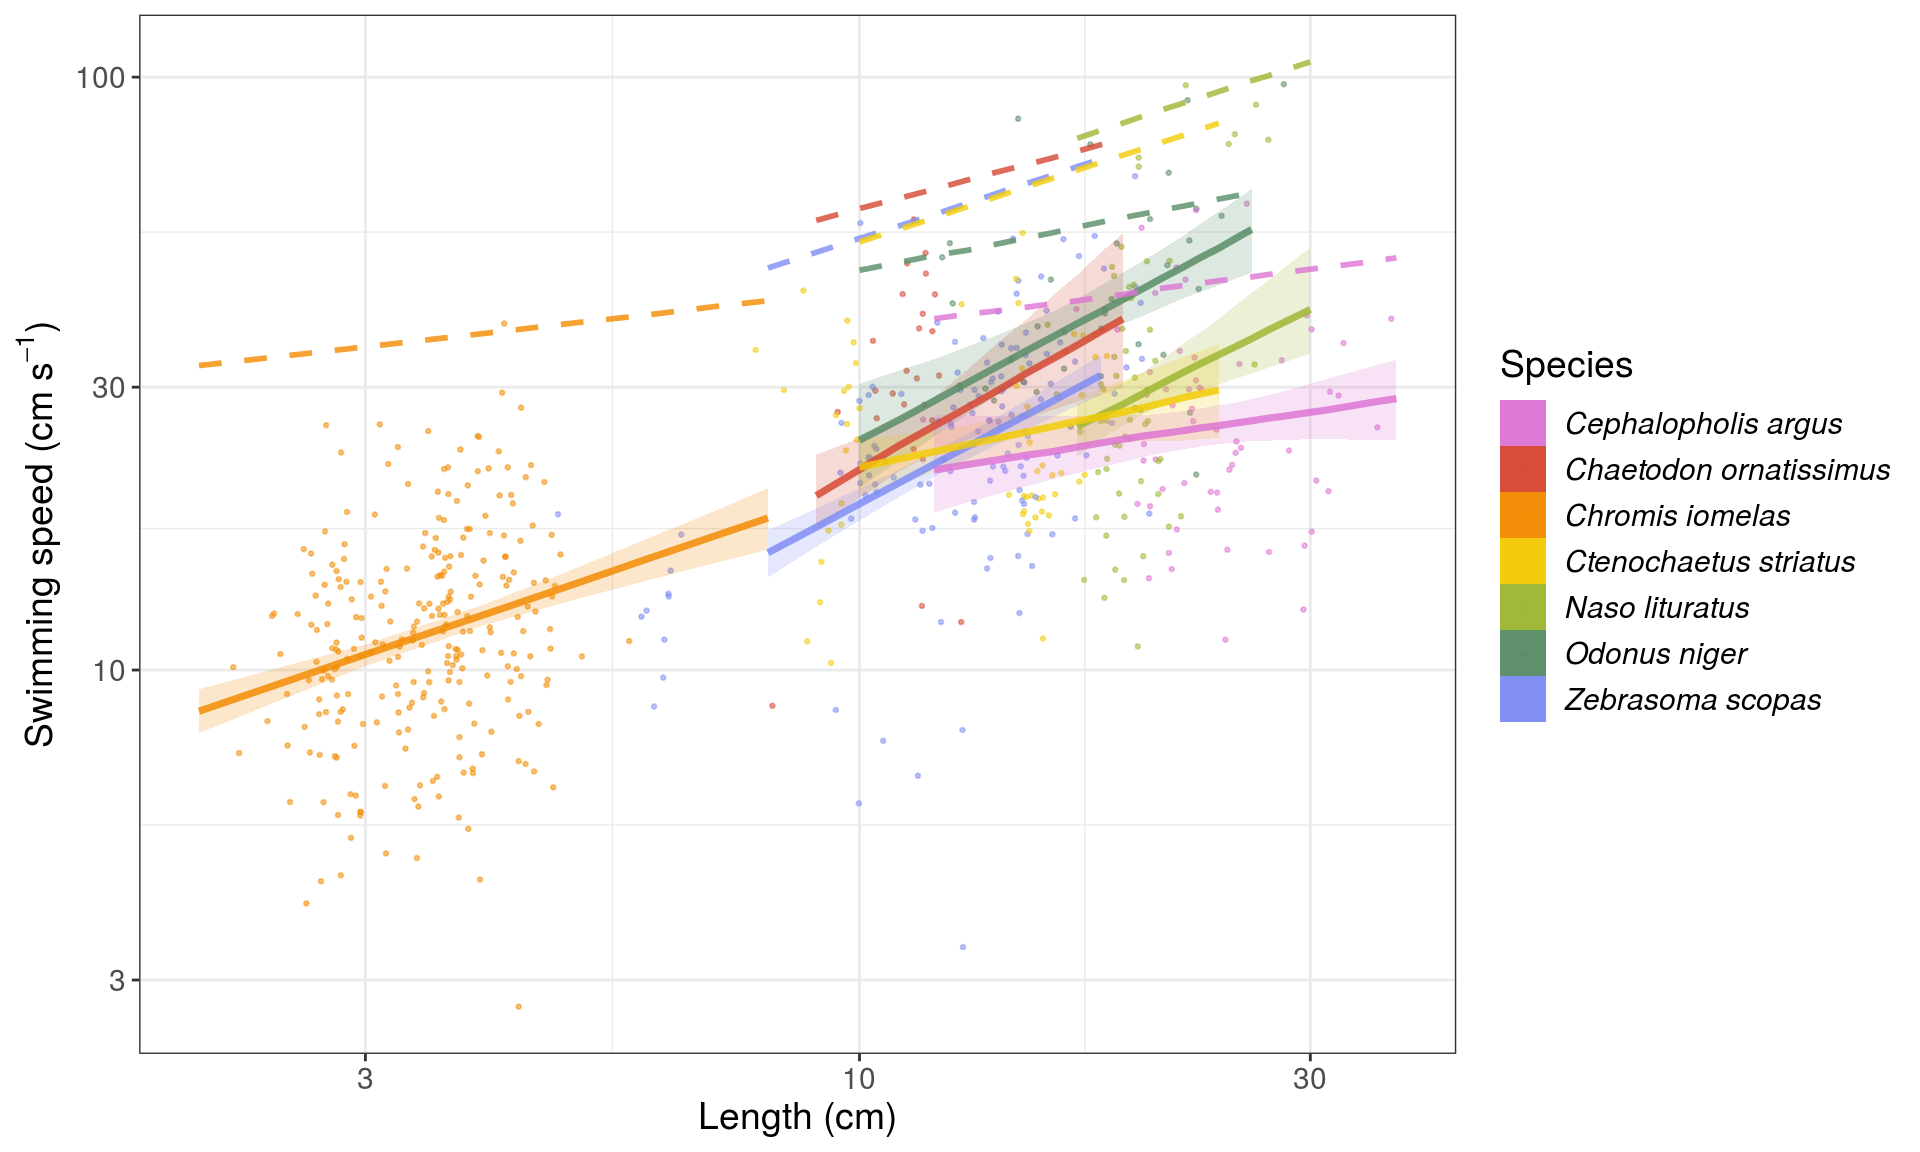 100
30
10
3
Swimming speed (cm s⁻¹)
3
10
30
Length (cm)
Species
Cephalopholis argus
Chaetodon ornatissimus
Chromis iomelas
Ctenochaetus striatus
Naso lituratus
Odonus niger
Zebrasoma scopas